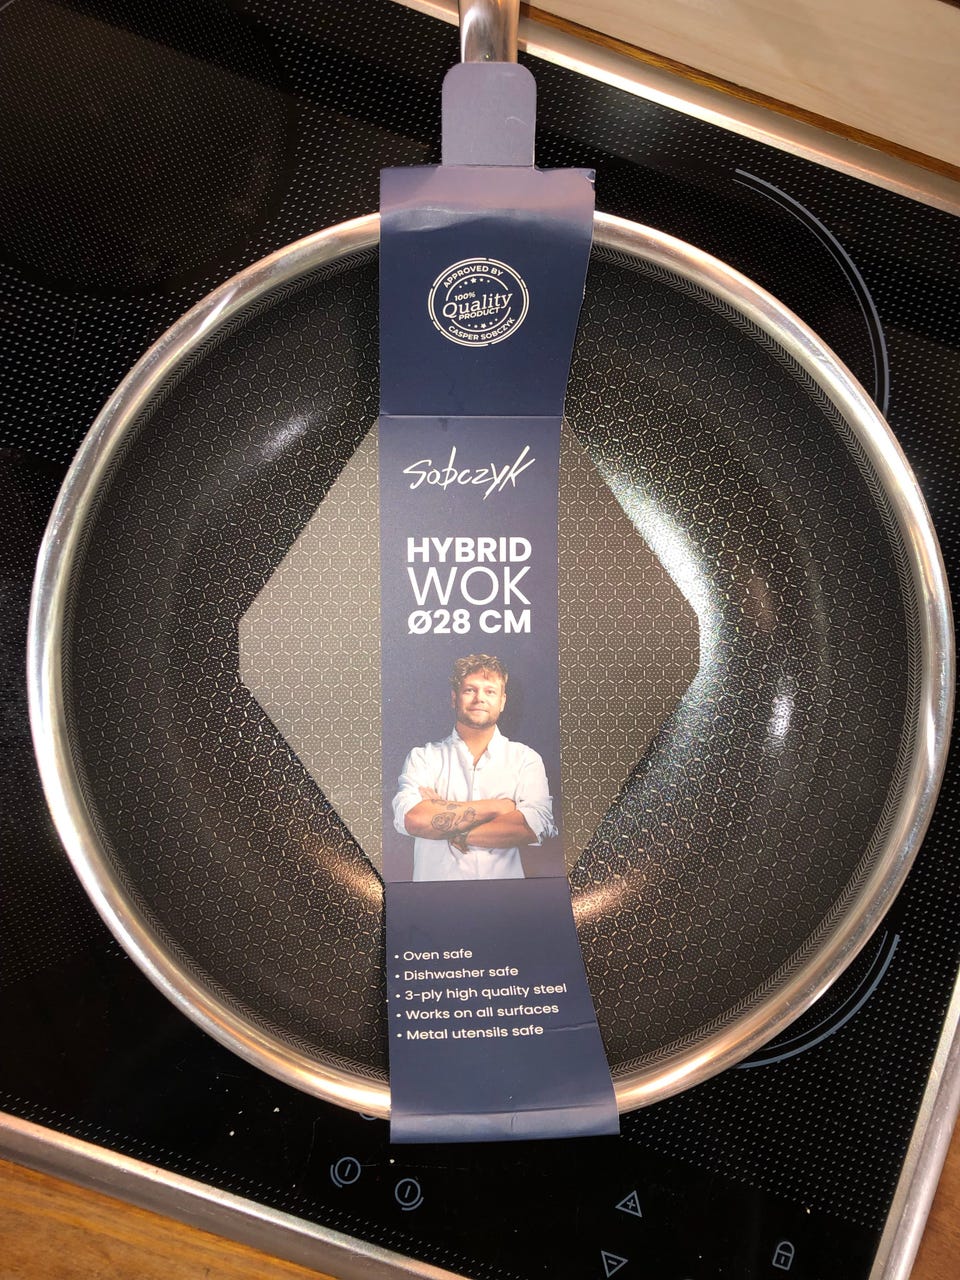 APPROVED BY
100%
Quality
PRODUCT
CASPER SOBCZYK
Sobczyk
HYBRID
WOK
Ø28 CM
• Oven safe
• Dishwasher safe
• 3-ply high quality steel
• Works on all surfaces
• Metal utensils safe